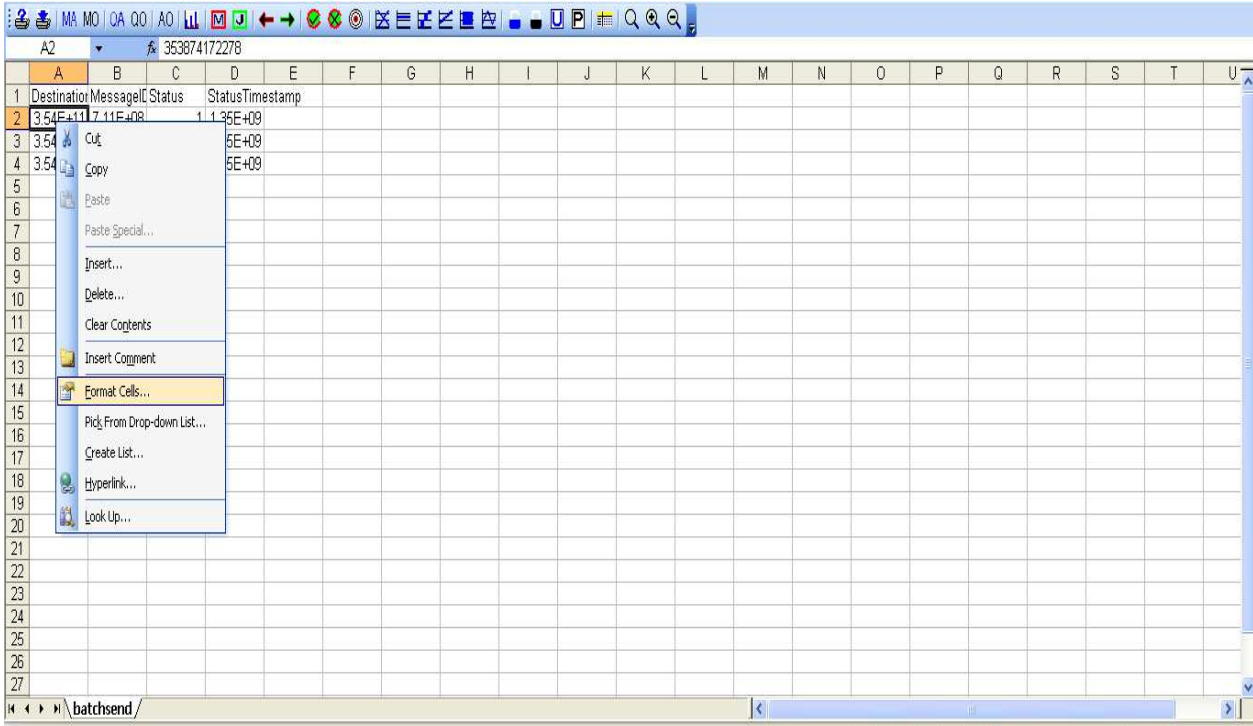 MA MO QA QO AO M J U P
A2 fx 353874172278
A B C D E F G H I J K L M N O P Q R S T U
1 Destination MessageID Status StatusTimestamp
2 3.54E+11 7.11E+08 1 1.35E+09
3 3.54 5E+09
4 3.54 5E+09
5
6
7
8
9
10
11
12
13
14
15
16
17
18
19
20
21
22
23
24
25
26
27
Cut
Copy
Paste
Paste Special...
Insert...
Delete...
Clear Contents
Insert Comment
Format Cells...
Pick From Drop-down List...
Create List...
Hyperlink...
Look Up...
batchsend